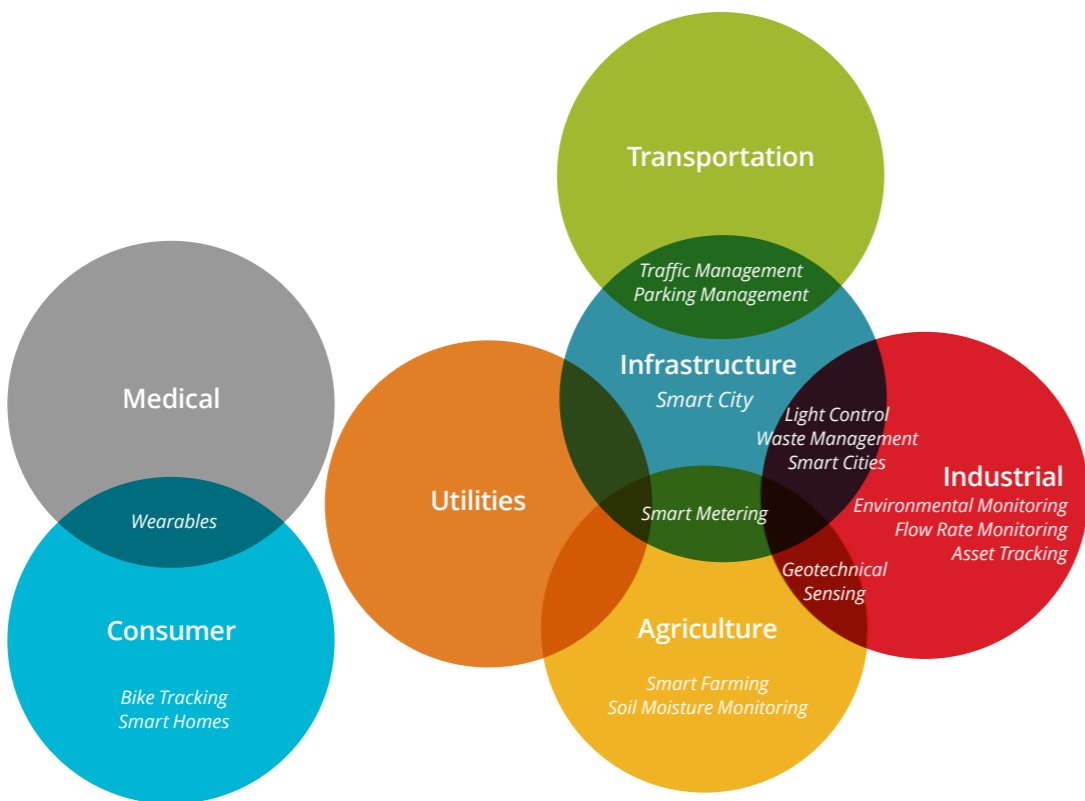 Transportation
Traffic Management
Parking Management
Infrastructure
Smart City
Medical
Light Control
Waste Management
Smart Cities
Industrial
Environmental Monitoring
Flow Rate Monitoring
Asset Tracking
Utilities
Smart Metering
Wearables
Geotechnical
Sensing
Consumer
Agriculture
Bike Tracking
Smart Homes
Smart Farming
Soil Moisture Monitoring